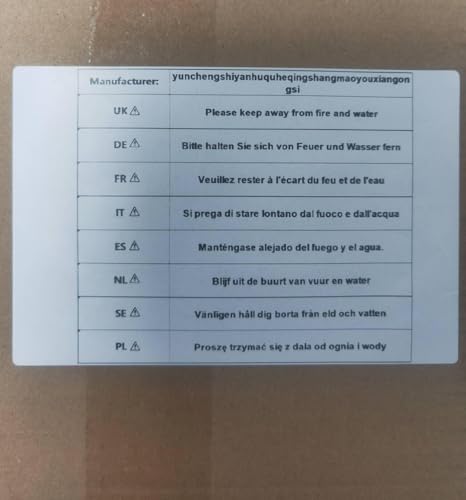 Manufacturer: yunchengshiyanhuquheqingshangmaoyouxiangon
gsi
UK ⚠ Please keep away from fire and water
DE ⚠ Bitte halten Sie sich von Feuer und Wasser fern
FR ⚠ Veuillez rester à l'écart du feu et de l'eau
IT ⚠ Si prega di stare lontano dal fuoco e dall'acqua
ES ⚠ Manténgase alejado del fuego y el agua.
NL ⚠ Blijf uit de buurt van vuur en water
SE ⚠ Vänligen håll dig borta från eld och vatten
PL ⚠ Proszę trzymać się z dala od ognia i wody